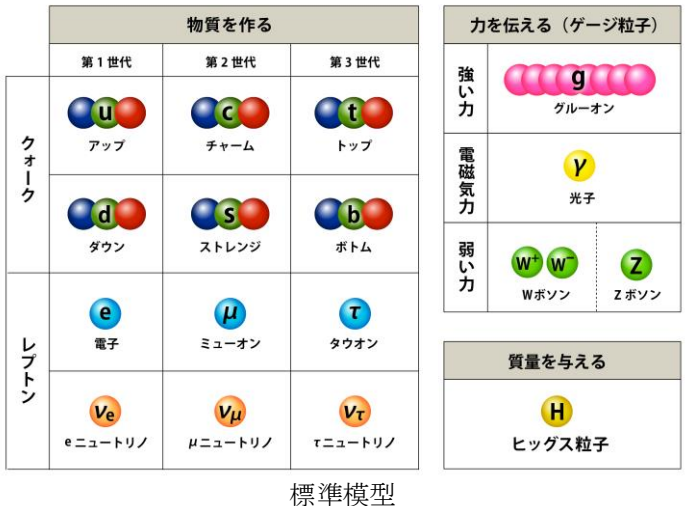 物質を作る
第1世代
第2世代
第3世代
クォーク
u
アップ
c
チャーム
t
トップ
d
ダウン
s
ストレンジ
b
ボトム
レプトン
e
電子
μ
ミューオン
τ
タウオン
νe
eニュートリノ
νμ
μニュートリノ
ντ
τニュートリノ
力を伝える（ゲージ粒子）
強い力
g
グルーオン
電磁気力
γ
光子
弱い力
W+ W−
Wボソン
Z
Zボソン
質量を与える
H
ヒッグス粒子
標準模型